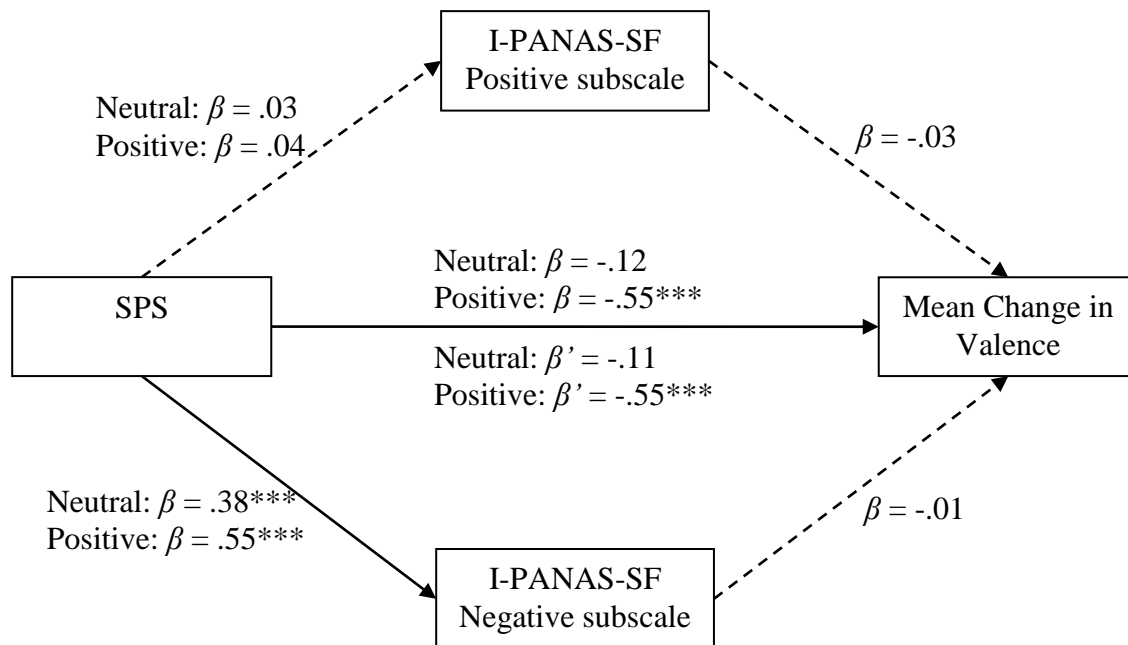 I-PANAS-SF
Positive subscale
Neutral: β = .03
Positive: β = .04
β = -.03
Neutral: β = -.12
Positive: β = -.55***
SPS
Mean Change in
Valence
Neutral: β’ = -.11
Positive: β’ = -.55***
Neutral: β = .38***
Positive: β = .55***
β = -.01
I-PANAS-SF
Negative subscale